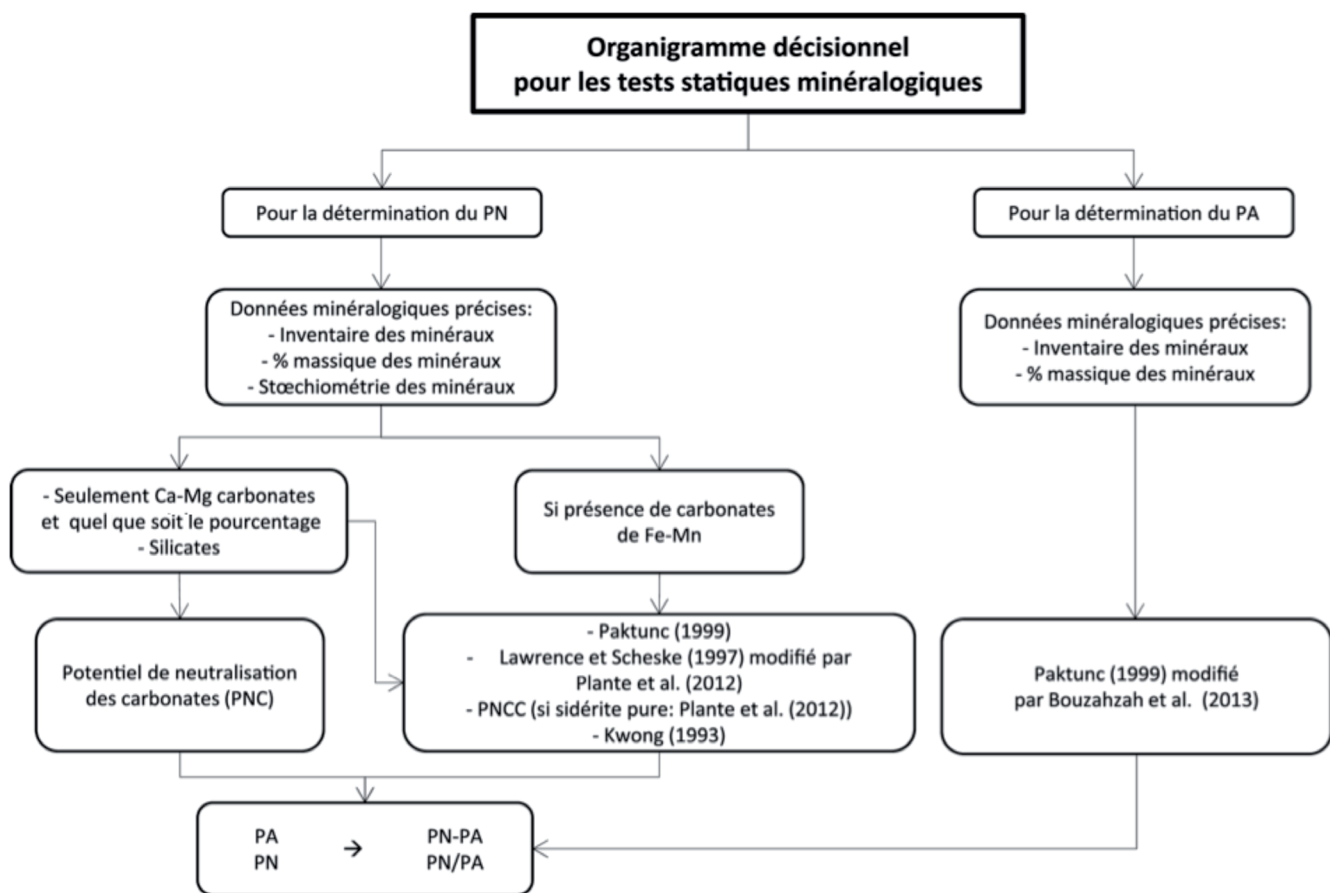 Organigramme décisionnel
pour les tests statiques minéralogiques
Pour la détermination du PN
Pour la détermination du PA
Données minéralogiques précises:
- Inventaire des minéraux
- % massique des minéraux
- Stœchiométrie des minéraux
Données minéralogiques précises:
- Inventaire des minéraux
- % massique des minéraux
- Seulement Ca-Mg carbonates
et quel que soit le pourcentage
- Silicates
Si présence de carbonates
de Fe-Mn
Potentiel de neutralisation
des carbonates (PNC)
- Paktunc (1999)
- Lawrence et Scheske (1997) modifié par
Plante et al. (2012)
- PNCC (si sidérite pure: Plante et al. (2012))
- Kwong (1993)
Paktunc (1999) modifié
par Bouzahzah et al. (2013)
PA → PN-PA
PN PN/PA